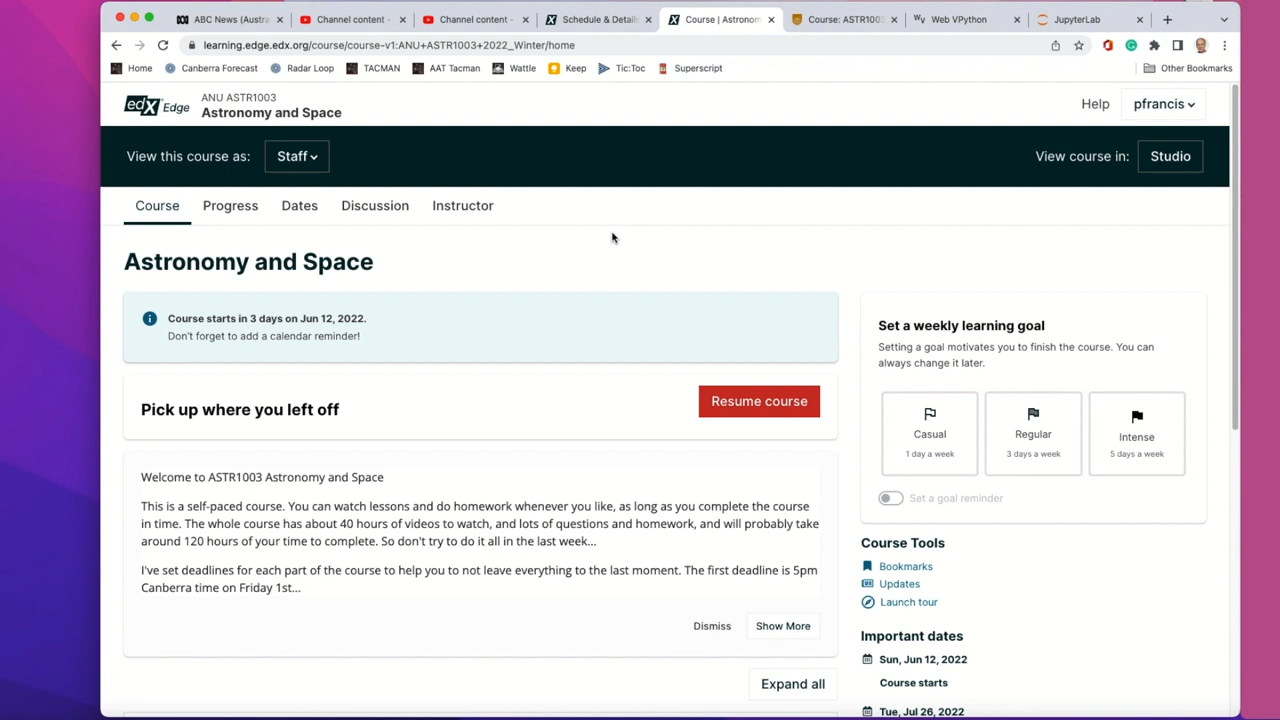 ABC News (Austra
Channel content -
Channel content -
Schedule & Details
Course | Astronom
Course: ASTR1003
Web VPython
JupyterLab
learning.edge.edx.org/course/course-v1:ANU+ASTR1003+2022_Winter/home
Home
Canberra Forecast
Radar Loop
TACMAN
AAT Tacman
Wattle
Keep
Tic:Toc
Superscript
Other Bookmarks
edX Edge
ANU ASTR1003
Astronomy and Space
Help
pfrancis
View this course as:
Staff
View course in:
Studio
Course
Progress
Dates
Discussion
Instructor
Astronomy and Space
Course starts in 3 days on Jun 12, 2022.
Don't forget to add a calendar reminder!
Pick up where you left off
Resume course
Welcome to ASTR1003 Astronomy and Space
This is a self-paced course. You can watch lessons and do homework whenever you like, as long as you complete the course
in time. The whole course has about 40 hours of videos to watch, and lots of questions and homework, and will probably take
around 120 hours of your time to complete. So don't try to do it all in the last week...
I've set deadlines for each part of the course to help you to not leave everything to the last moment. The first deadline is 5pm
Canberra time on Friday 1st...
Dismiss
Show More
Expand all
Set a weekly learning goal
Setting a goal motivates you to finish the course. You can
always change it later.
Casual
1 day a week
Regular
3 days a week
Intense
5 days a week
Set a goal reminder
Course Tools
Bookmarks
Updates
Launch tour
Important dates
Sun, Jun 12, 2022
Course starts
Tue, Jul 26, 2022